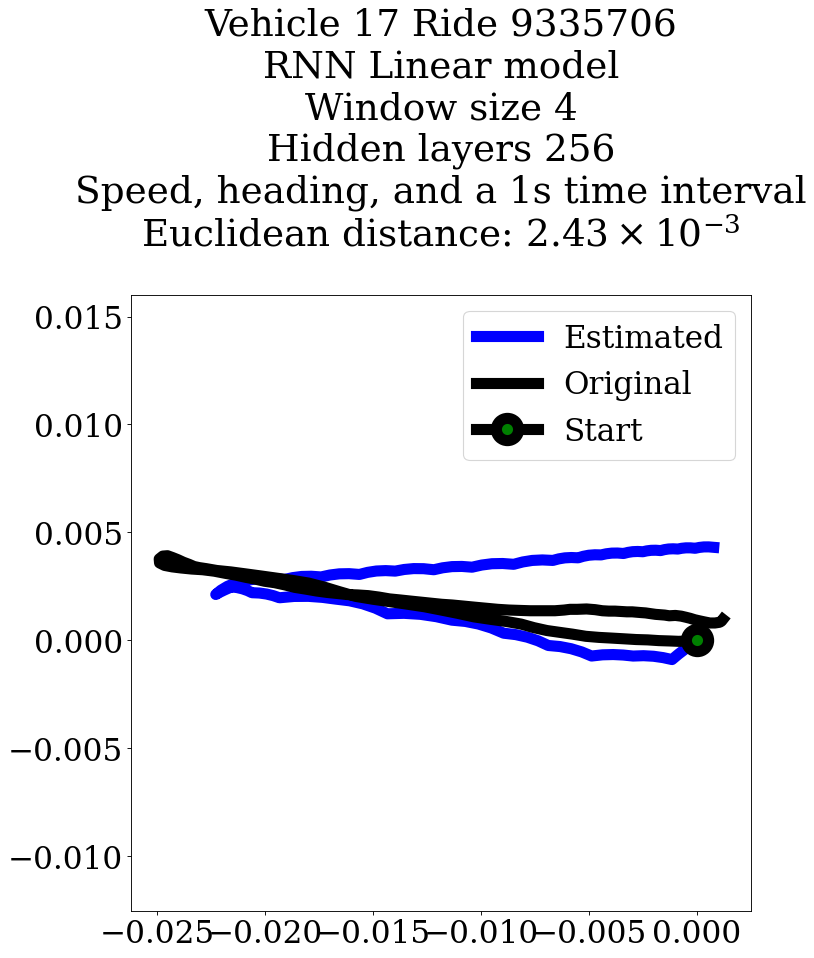 Vehicle 17 Ride 9335706
RNN Linear model
Window size 4
Hidden layers 256
Speed, heading, and a 1s time interval
Euclidean distance: 2.43 × 10⁻³
Estimated
Original
Start
0.015
0.010
0.005
0.000
−0.005
−0.010
−0.025 −0.020 −0.015 −0.010 −0.005 0.000